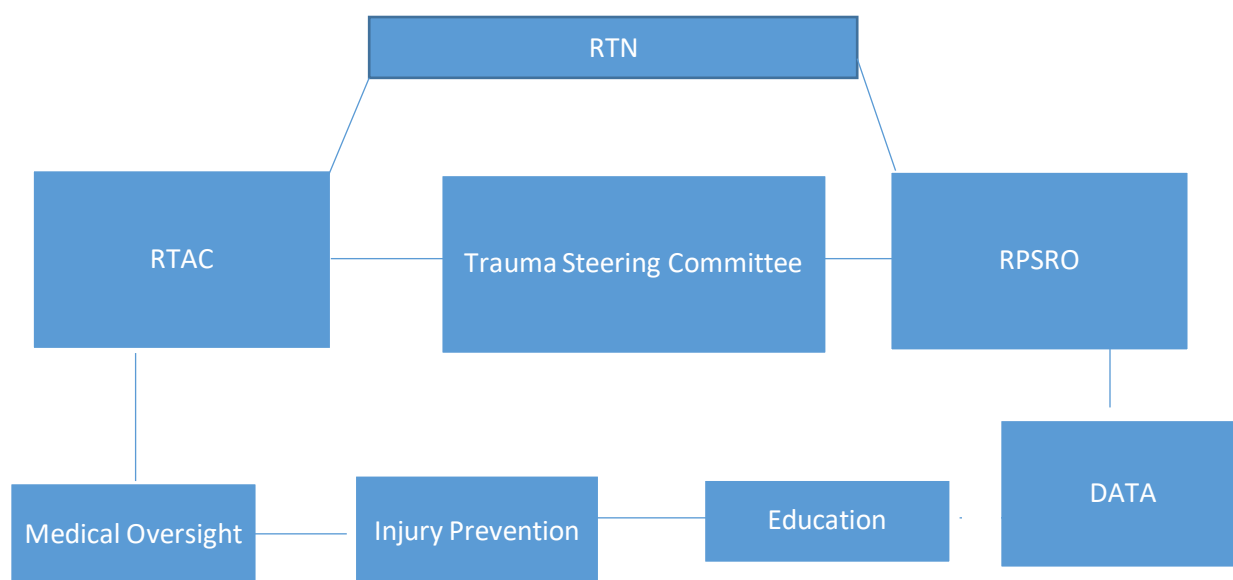 RTN
RTAC
Trauma Steering Committee
RPSRO
Medical Oversight
Injury Prevention
Education
DATA